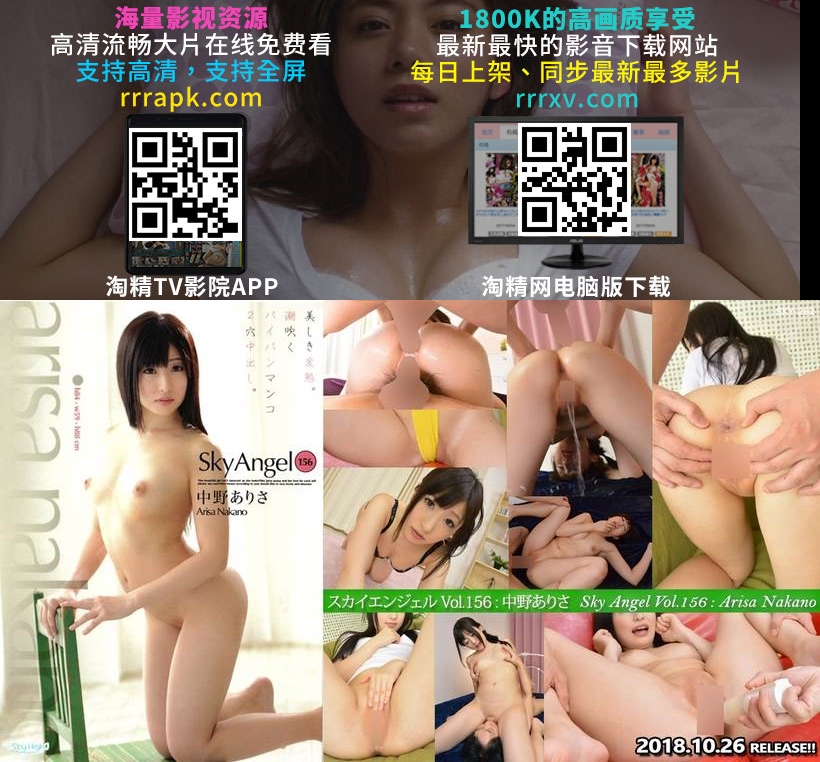 海量影视资源
高清流畅大片在线免费看
支持高清，支持全屏
rrrapk.com
淘精TV影院APP
1800K的高画质享受
最新最快的影音下载网站
每日上架、同步最新最多影片
rrrxv.com
淘精网电脑版下载
arisa nakano
b84 - w59 - h88 cm
美しき変態。
潮吹く
パイパンマンコ
2穴中出し。
SkyAngel 156
中野ありさ
Arisa Nakano
スカイエンジェル Vol.156 : 中野ありさ Sky Angel Vol.156 : Arisa Nakano
2018.10.26 RELEASE!!